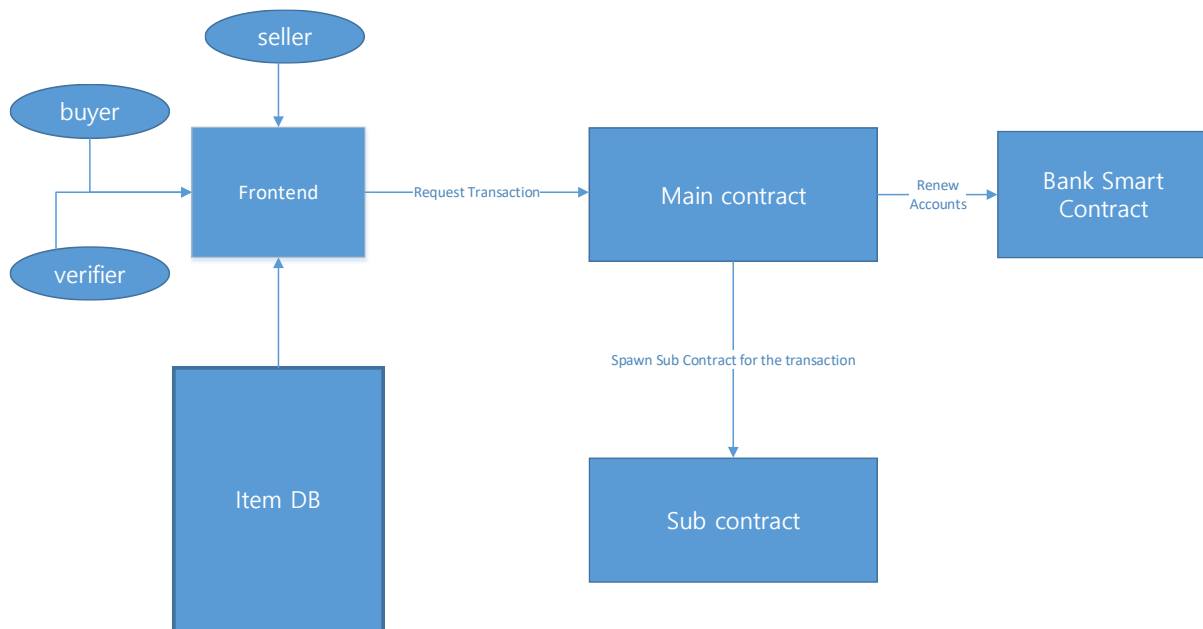 seller
buyer
Frontend
Request Transaction
Main contract
Renew
Accounts
Bank Smart
Contract
verifier
Spawn Sub Contract for the transaction
Item DB
Sub contract